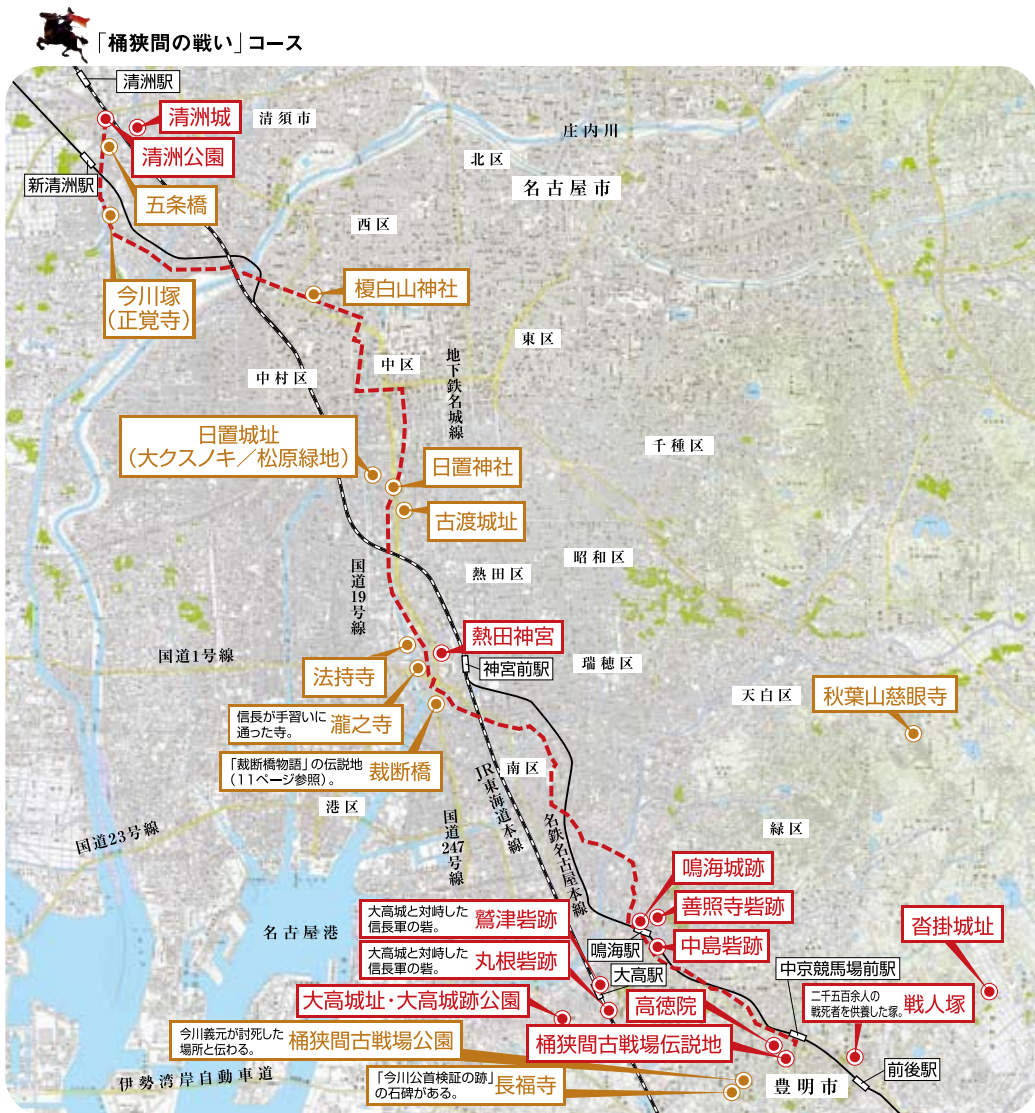 「桶狭間の戦い」コース
清洲駅
清洲城
清須市
庄内川
清洲公園
北区
新清洲駅
名古屋市
五条橋
西区
榎白山神社
今川塚
（正覚寺）
東区
地下鉄名城線
中区
中村区
日置城址
（大クスノキ／松原緑地）
千種区
日置神社
古渡城址
国道19号線
昭和区
熱田区
熱田神宮
国道1号線
神宮前駅
瑞穂区
法持寺
天白区
秋葉山慈眼寺
信長が手習いに
通った寺。
瀧之寺
「裁断橋物語」の伝説地
（11ページ参照）。
裁断橋
南区
JR東海道本線
港区
国道23号線
国道247号線
名鉄名古屋本線
緑区
鳴海城跡
善照寺砦跡
大高城と対峙した
信長軍の砦。
鷲津砦跡
沓掛城址
名古屋港
鳴海駅
中島砦跡
大高城と対峙した
信長軍の砦。
丸根砦跡
大高駅
中京競馬場前駅
大高城址・大高城跡公園
高徳院
二千五百余人の
戦死者を供養した塚。
戦人塚
今川義元が討死した
場所と伝わる。
桶狭間古戦場公園
桶狭間古戦場伝説地
前後駅
伊勢湾岸自動車道
「今川公首検証の跡」
の石碑がある。
長福寺
豊明市